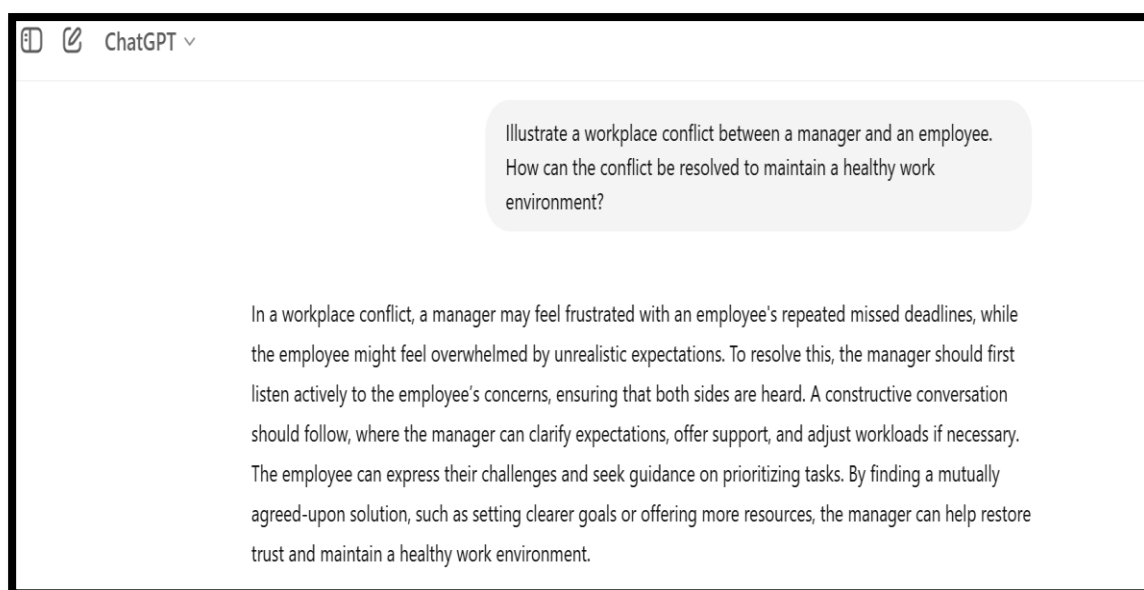 ChatGPT
Illustrate a workplace conflict between a manager and an employee.
How can the conflict be resolved to maintain a healthy work
environment?
In a workplace conflict, a manager may feel frustrated with an employee's repeated missed deadlines, while
the employee might feel overwhelmed by unrealistic expectations. To resolve this, the manager should first
listen actively to the employee's concerns, ensuring that both sides are heard. A constructive conversation
should follow, where the manager can clarify expectations, offer support, and adjust workloads if necessary.
The employee can express their challenges and seek guidance on prioritizing tasks. By finding a mutually
agreed-upon solution, such as setting clearer goals or offering more resources, the manager can help restore
trust and maintain a healthy work environment.